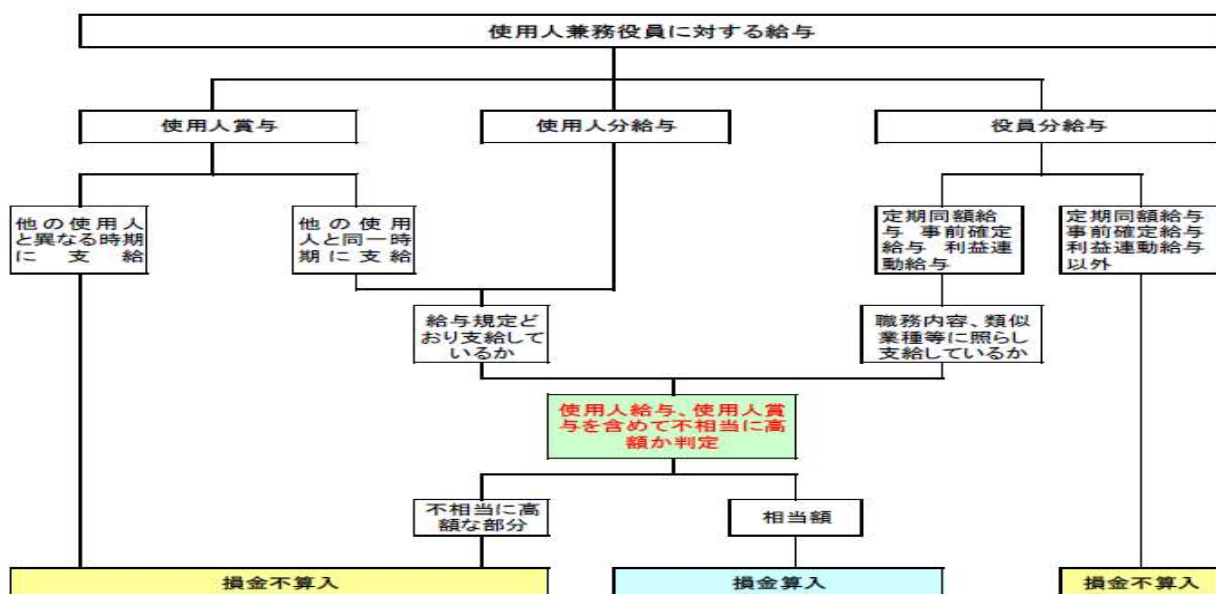 使用人兼務役員に対する給与
使用人賞与
使用人分給与
役員分給与
他の使用人
と異なる時期
に支給
他の使用
人と同一時
期に支給
定期同額給
与 事前確定
給与 利益連
動給与
定期同額給与
事前確定給与
利益連動給与
以外
給与規定ど
おり支給して
いるか
職務内容、類似
業種等に照らし
支給しているか
使用人給与、使用人賞
与を含めて不相当に高
額か判定
不相当に高
額な部分
相当額
損金不算入
損金算入
損金不算入